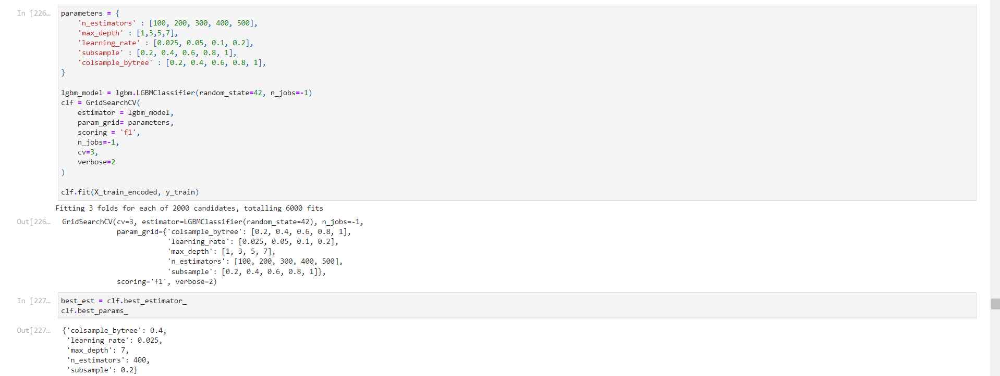 In [226…
parameters = {
    'n_estimators' : [100, 200, 300, 400, 500],
    'max_depth' : [1,3,5,7],
    'learning_rate' : [0.025, 0.05, 0.1, 0.2],
    'subsample' : [0.2, 0.4, 0.6, 0.8, 1],
    'colsample_bytree' : [0.2, 0.4, 0.6, 0.8, 1],
}
lgbm_model = lgbm.LGBMClassifier(random_state=42, n_jobs=-1)
clf = GridSearchCV(
    estimator = lgbm_model,
    param_grid= parameters,
    scoring = 'f1',
    n_jobs=-1,
    cv=3,
    verbose=2
)
clf.fit(X_train_encoded, y_train)
Fitting 3 folds for each of 2000 candidates, totalling 6000 fits
Out[226…
GridSearchCV(cv=3, estimator=LGBMClassifier(random_state=42), n_jobs=-1,
             param_grid={'colsample_bytree': [0.2, 0.4, 0.6, 0.8, 1],
                         'learning_rate': [0.025, 0.05, 0.1, 0.2],
                         'max_depth': [1, 3, 5, 7],
                         'n_estimators': [100, 200, 300, 400, 500],
                         'subsample': [0.2, 0.4, 0.6, 0.8, 1]},
             scoring='f1', verbose=2)
In [227…
best_est = clf.best_estimator_
clf.best_params_
Out[227…
{'colsample_bytree': 0.4,
 'learning_rate': 0.025,
 'max_depth': 7,
 'n_estimators': 400,
 'subsample': 0.2}